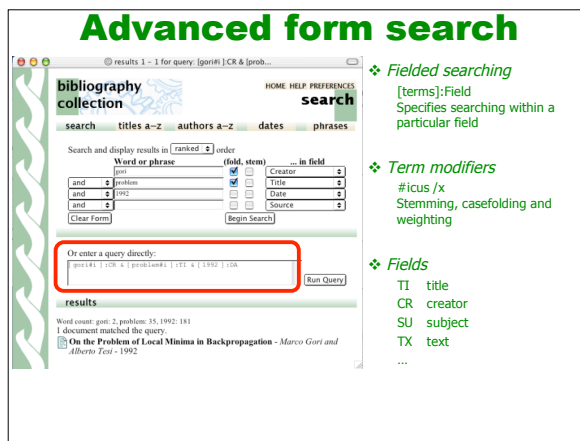 Advanced form search
results 1 - 1 for query: [gori#i ]:CR & [prob...
bibliography
collection
HOME HELP PREFERENCES
search
search titles a-z authors a-z dates phrases
Search and display results in ranked order
Word or phrase (fold, stem) ... in field
gori Creator
and problem Title
and 1992 Date
and Source
Clear Form Begin Search
Or enter a query directly:
[ gori#i ]:CR & [ problem#i ]:TI & [ 1992 ]:DA
Run Query
results
Word count: gori: 2, problem: 35, 1992: 181
1 document matched the query.
On the Problem of Local Minima in Backpropagation - Marco Gori and
Alberto Tesi - 1992
❖ Fielded searching
[terms]:Field
Specifies searching within a
particular field
❖ Term modifiers
#icus /x
Stemming, casefolding and
weighting
❖ Fields
TI title
CR creator
SU subject
TX text
...